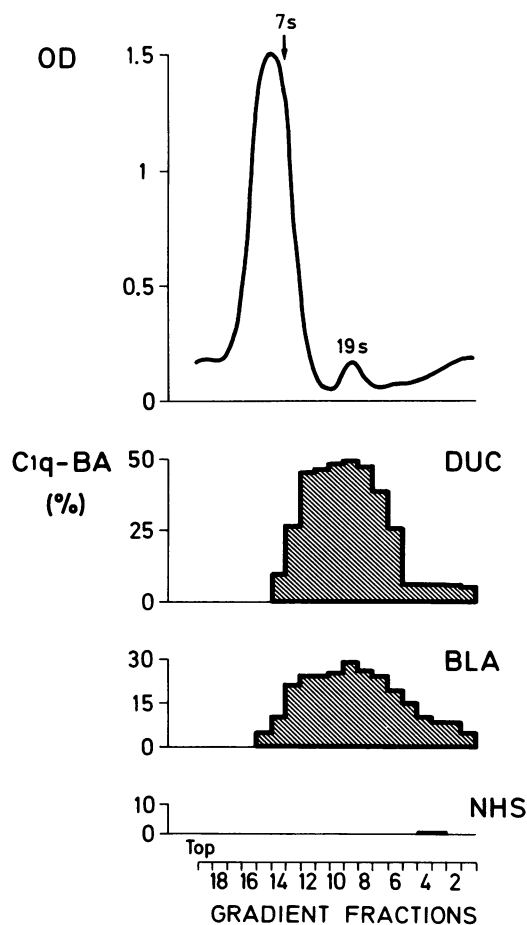 7s
OD
1.5
1
0.5
19s
0
C1q-BA
(%)
50
DUC
25
0
30
BLA
15
0
10
NHS
0
Top
18 16 14 12 10 8 6 4 2
GRADIENT FRACTIONS